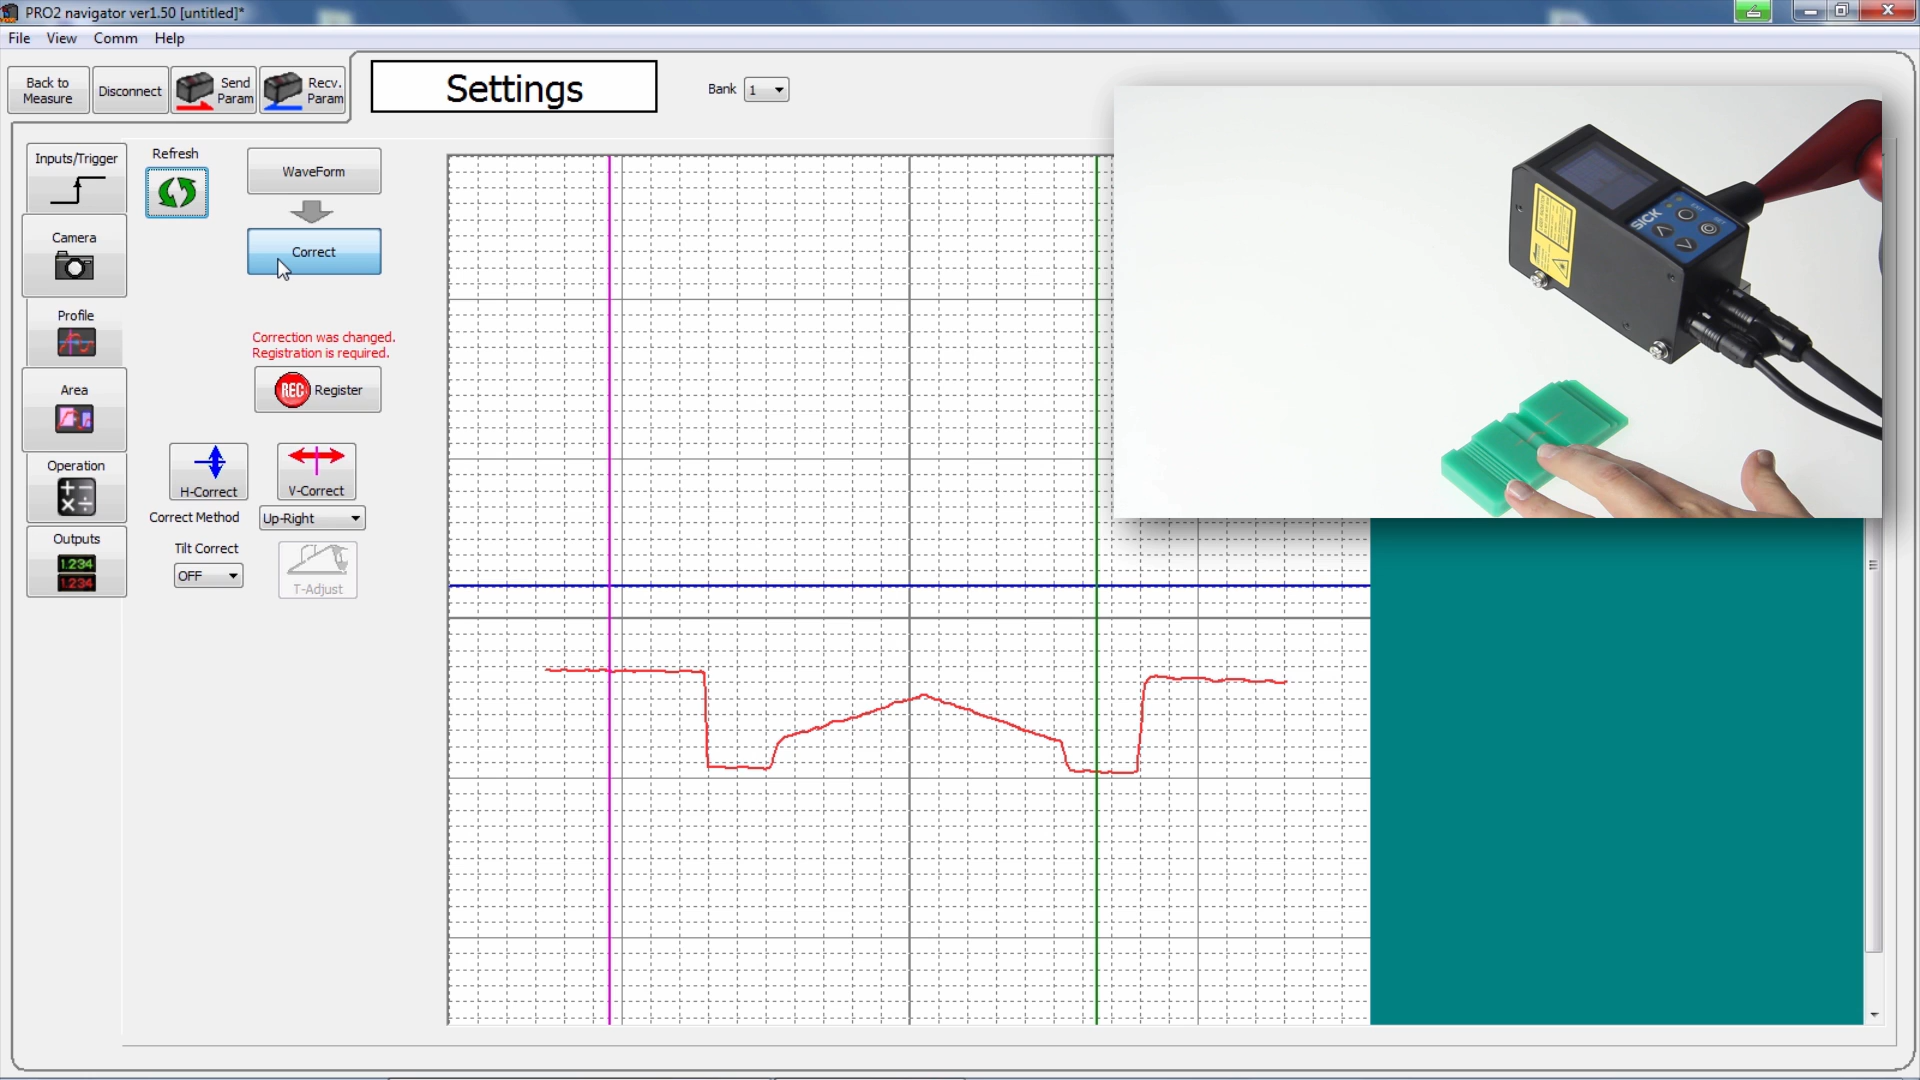 PRO2 navigator ver1.50 [untitled]*
File View Comm Help
Back to
Measure
Disconnect
Send
Param
Recv.
Param
Settings
Bank 1
Inputs/Trigger
Camera
Profile
Area
Operation
Outputs
1.234
1.234
Refresh
WaveForm
Correct
Correction was changed.
Registration is required.
REC Register
H-Correct
V-Correct
Correct Method Up-Right
Tilt Correct
OFF
T-Adjust
SICK